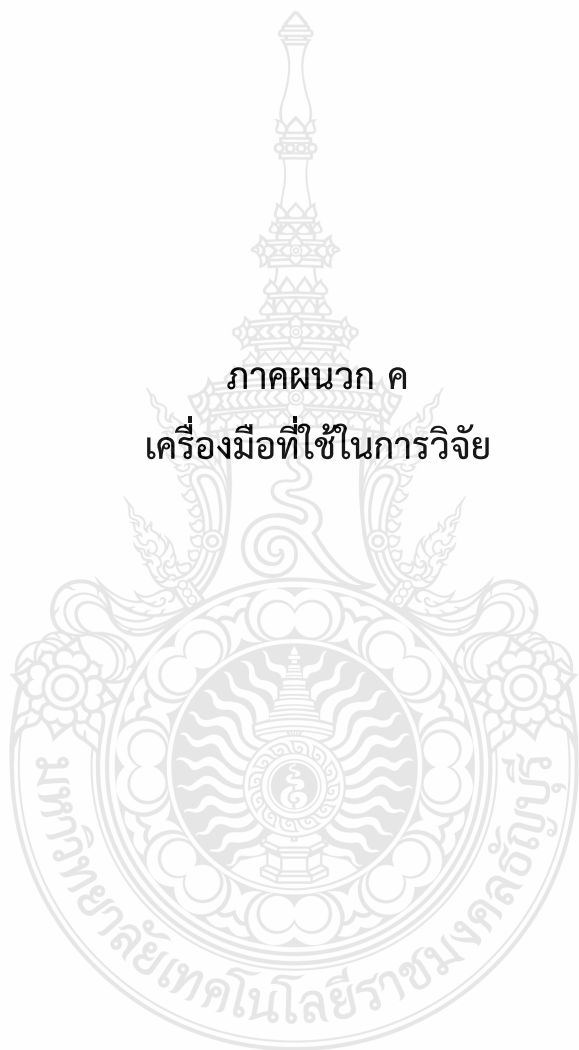 ภาคผนวก ค
เครื่องมือที่ใช้ในการวิจัย
มหาวิทยาลัยเทคโนโลยีราชมงคลธัญบุรี